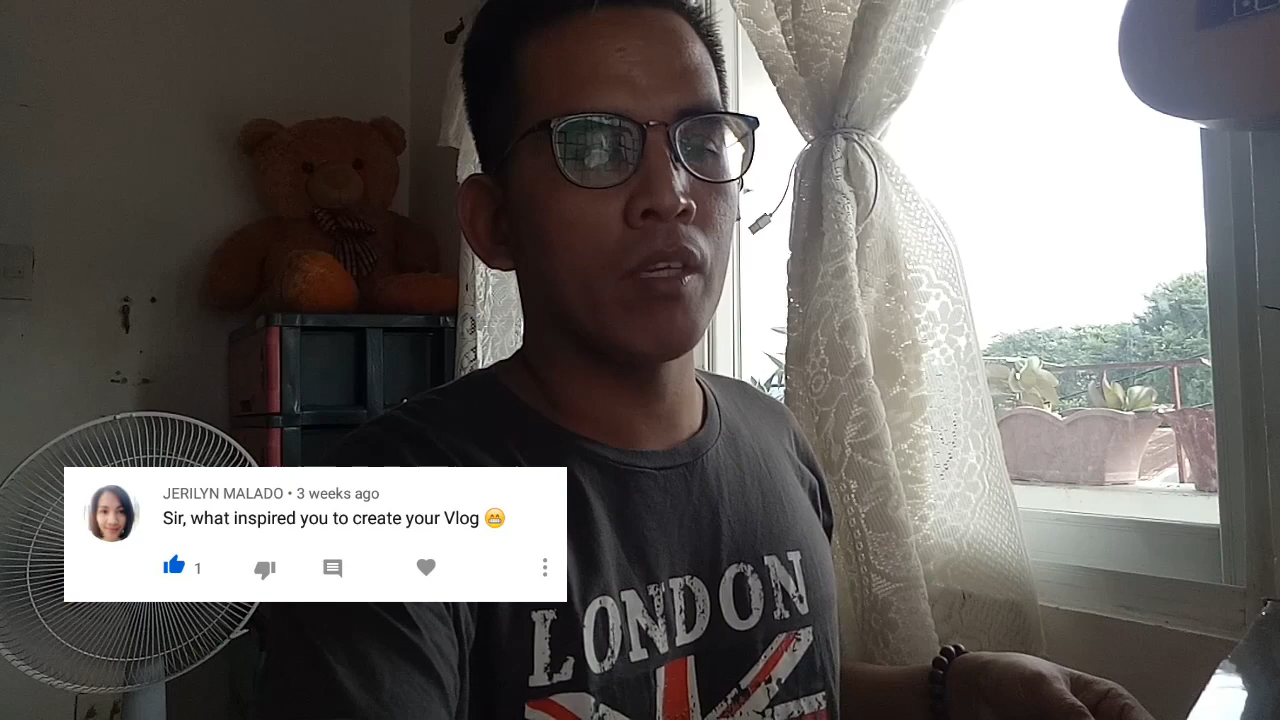 JERILYN MALADO • 3 weeks ago
Sir, what inspired you to create your Vlog 😁
1
LONDON